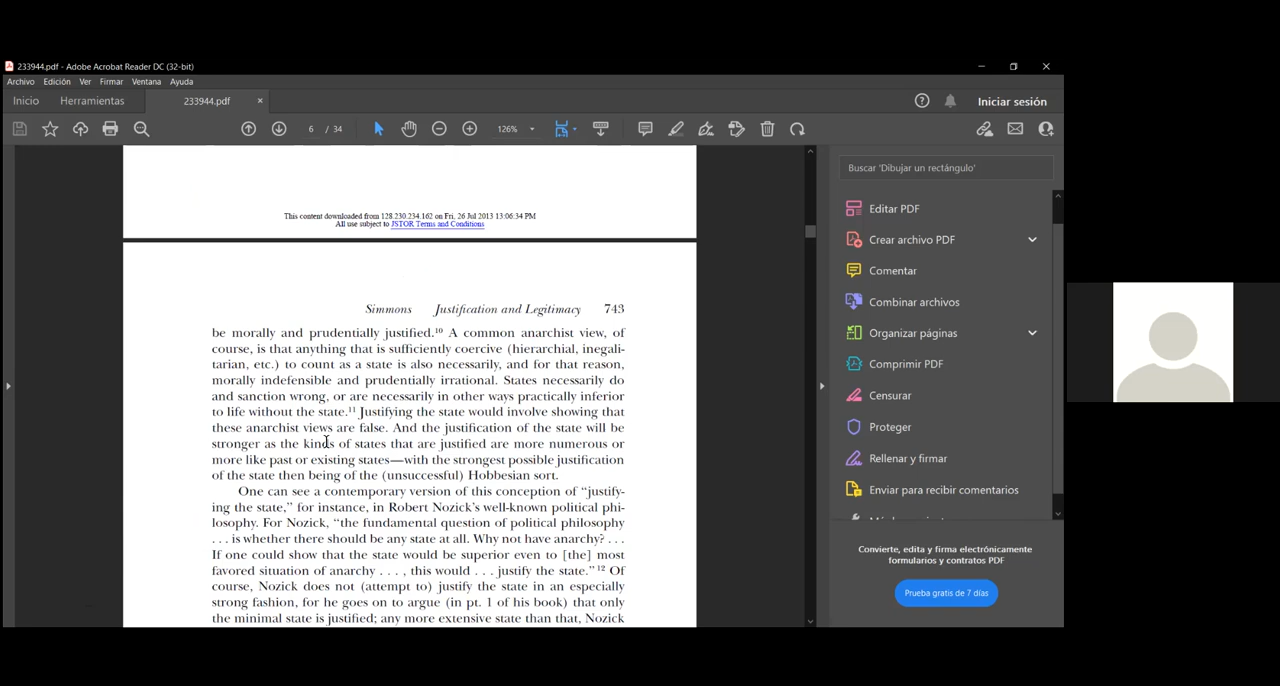 233944.pdf - Adobe Acrobat Reader DC (32-bit)
Archivo Edición Ver Firmar Ventana Ayuda
Inicio Herramientas 233944.pdf × Iniciar sesión
6 / 34 126%
This content downloaded from 128.230.234.162 on Fri, 26 Jul 2013 13:06:34 PM
All use subject to JSTOR Terms and Conditions
Simmons Justification and Legitimacy 743
be morally and prudentially justified.10 A common anarchist view, of
course, is that anything that is sufficiently coercive (hierarchial, inegali-
tarian, etc.) to count as a state is also necessarily, and for that reason,
morally indefensible and prudentially irrational. States necessarily do
and sanction wrong, or are necessarily in other ways practically inferior
to life without the state.11 Justifying the state would involve showing that
these anarchist views are false. And the justification of the state will be
stronger as the kinds of states that are justified are more numerous or
more like past or existing states—with the strongest possible justification
of the state then being of the (unsuccessful) Hobbesian sort.
One can see a contemporary version of this conception of “justify-
ing the state,” for instance, in Robert Nozick’s well-known political phi-
losophy. For Nozick, “the fundamental question of political philosophy
. . . is whether there should be any state at all. Why not have anarchy? . . .
If one could show that the state would be superior even to [the] most
favored situation of anarchy . . . , this would . . . justify the state.” 12 Of
course, Nozick does not (attempt to) justify the state in an especially
strong fashion, for he goes on to argue (in pt. 1 of his book) that only
the minimal state is justified; any more extensive state than that, Nozick
Buscar 'Dibujar un rectángulo'
Editar PDF
Crear archivo PDF
Comentar
Combinar archivos
Organizar páginas
Comprimir PDF
Censurar
Proteger
Rellenar y firmar
Enviar para recibir comentarios
Convierte, edita y firma electrónicamente
formularios y contratos PDF
Prueba gratis de 7 días